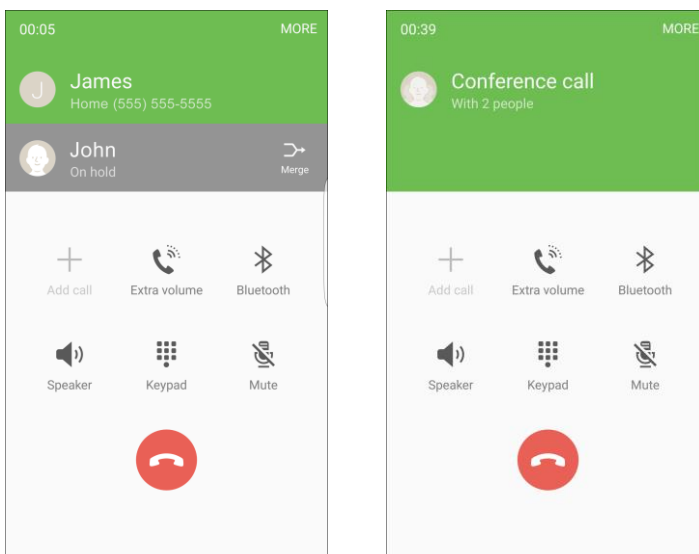 00:05 MORE
J James
Home (555) 555-5555
John
On hold
Merge
Add call Extra volume Bluetooth
Speaker Keypad Mute
00:39 MORE
Conference call
With 2 people
Add call Extra volume Bluetooth
Speaker Keypad Mute